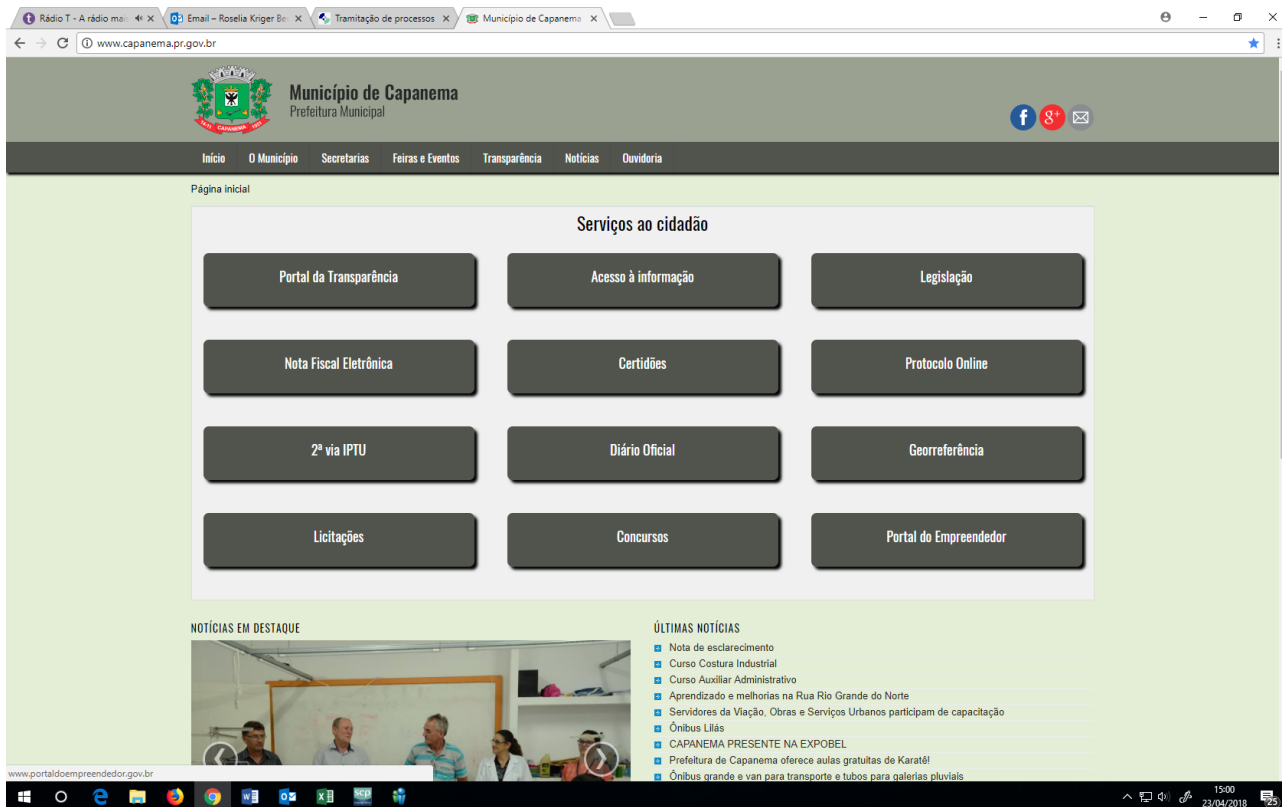 Rádio T - A rádio mais
Email – Roselia Kriger Be
Tramitação de processos
Município de Capanema
www.capanema.pr.gov.br
CAPANEMA
Município de Capanema
Prefeitura Municipal
f g+
Início O Município Secretarias Feiras e Eventos Transparência Notícias Ouvidoria
Página inicial
Serviços ao cidadão
Portal da Transparência Acesso à informação Legislação
Nota Fiscal Eletrônica Certidões Protocolo Online
2ª via IPTU Diário Oficial Georreferência
Licitações Concursos Portal do Empreendedor
NOTÍCIAS EM DESTAQUE
ÚLTIMAS NOTÍCIAS
Nota de esclarecimento
Curso Costura Industrial
Curso Auxiliar Administrativo
Aprendizado e melhorias na Rua Rio Grande do Norte
Servidores da Viação, Obras e Serviços Urbanos participam de capacitação
Ônibus Lilás
CAPANEMA PRESENTE NA EXPOBEL
Prefeitura de Capanema oferece aulas gratuitas de Karatê!
Ônibus grande e van para transporte e tubos para galerias pluviais
www.portaldoempreendedor.gov.br
scp
15:00
23/04/2018